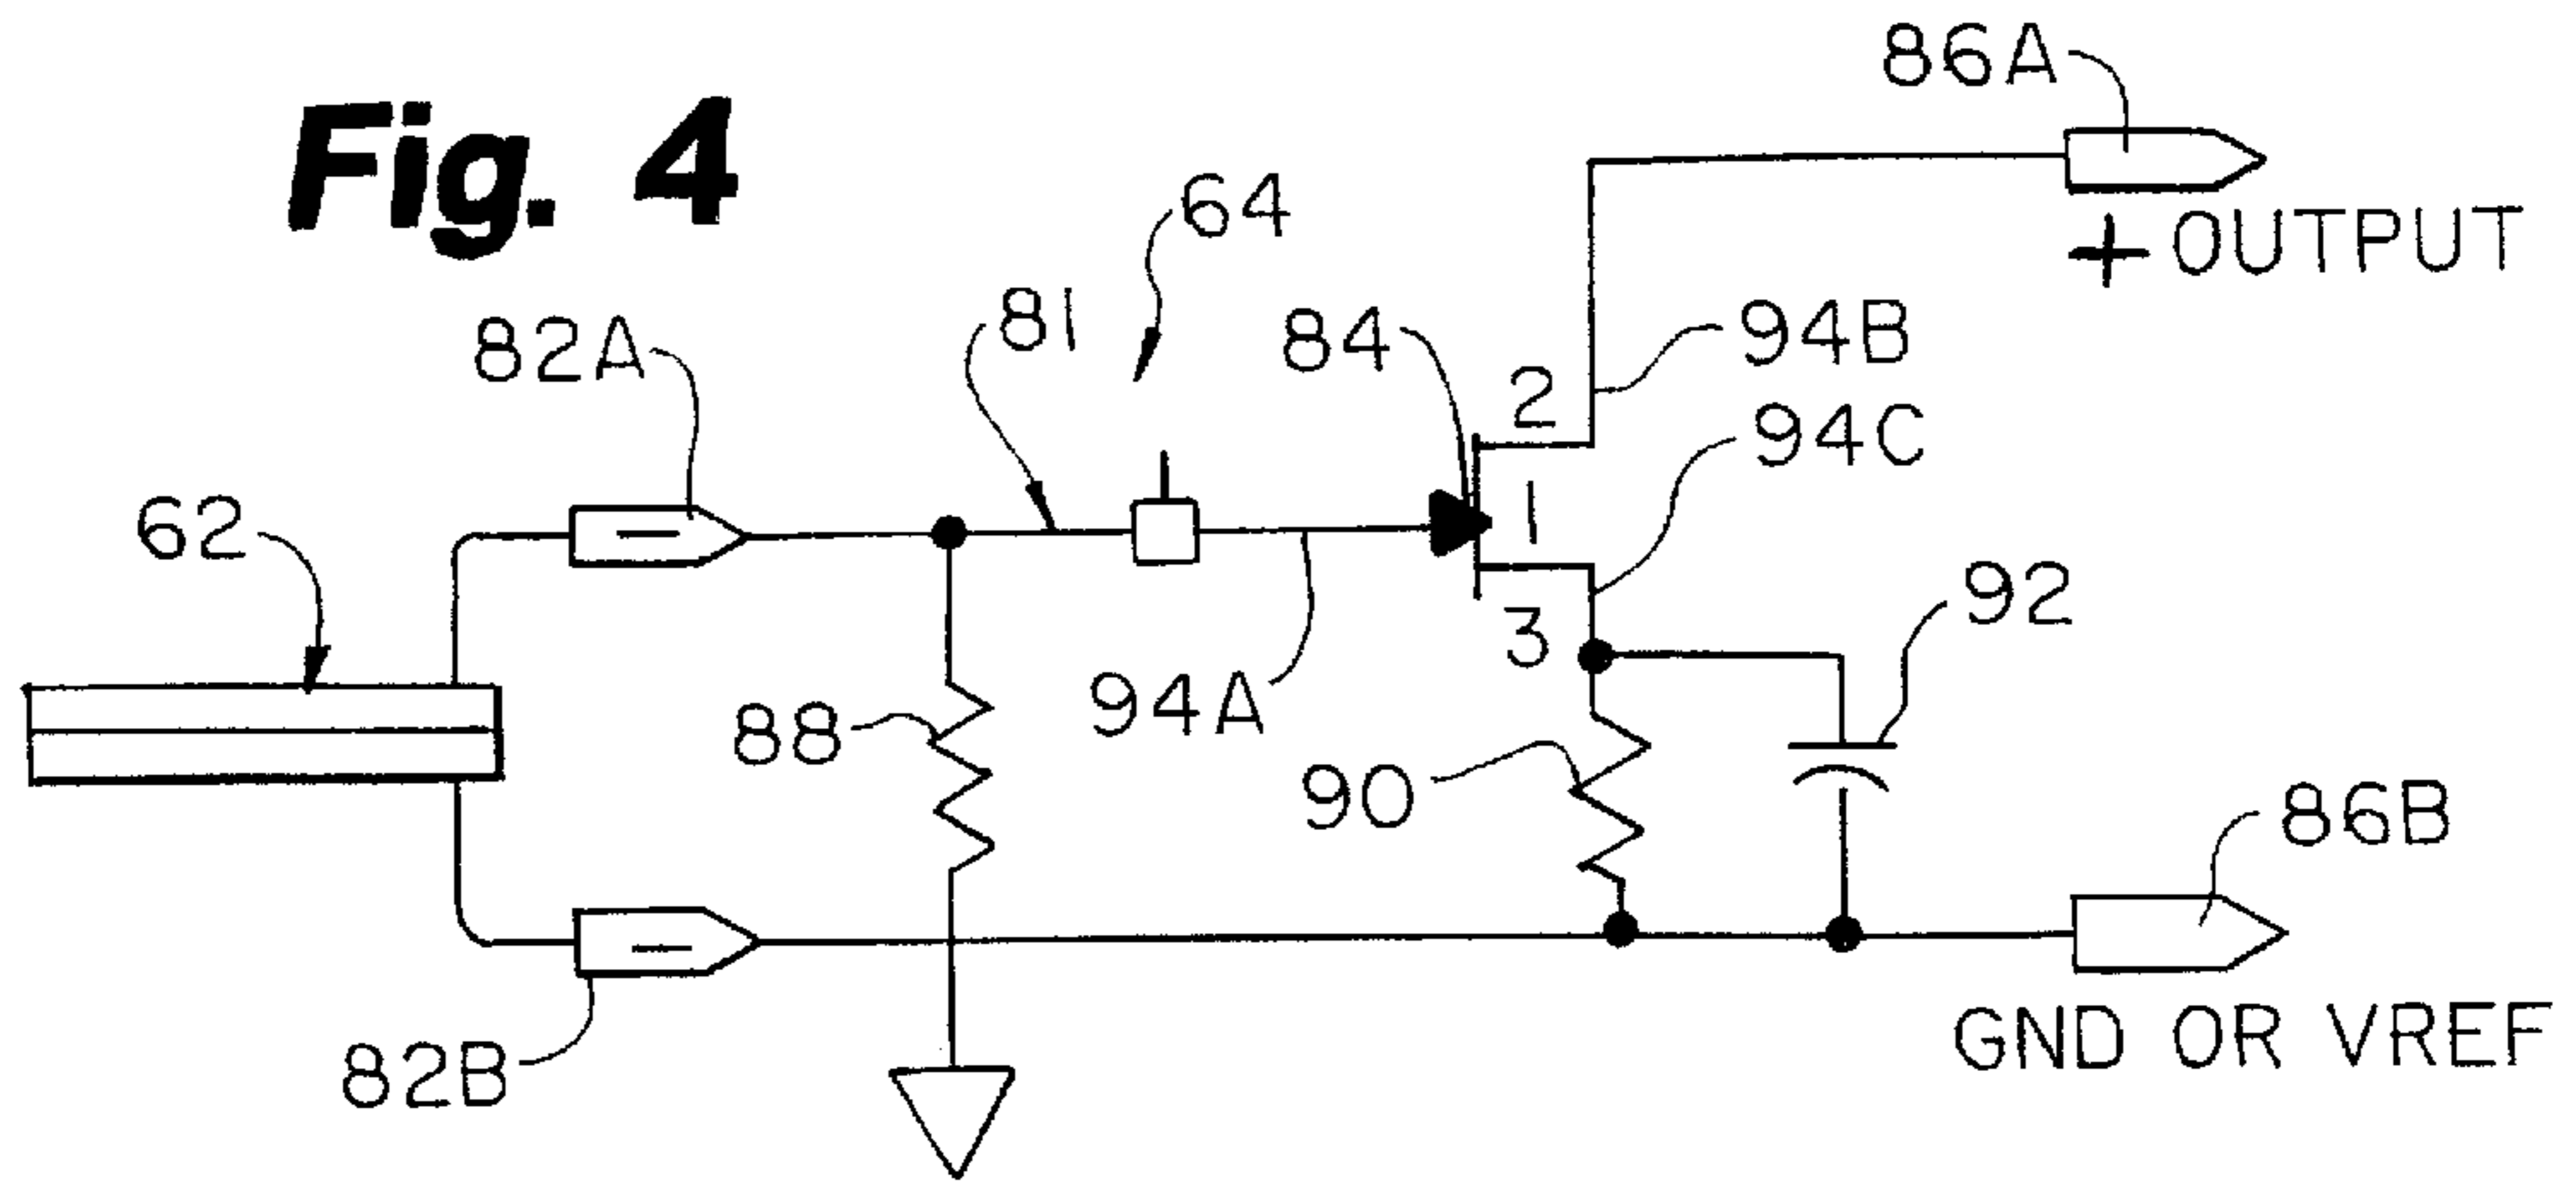 Fig. 4
86A
+ OUTPUT
64
81
82A
84
94B
2
94C
62
1
92
3
94A
88
90
86B
82B
GND OR VREF